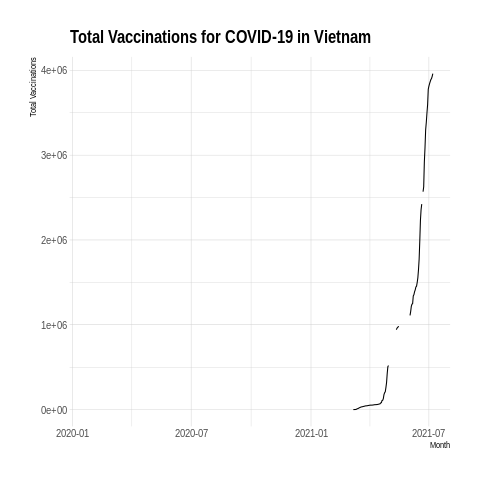 Total Vaccinations for COVID-19 in Vietnam
Total Vaccinations
4e+06
3e+06
2e+06
1e+06
0e+00
2020-01
2020-07
2021-01
2021-07
Month